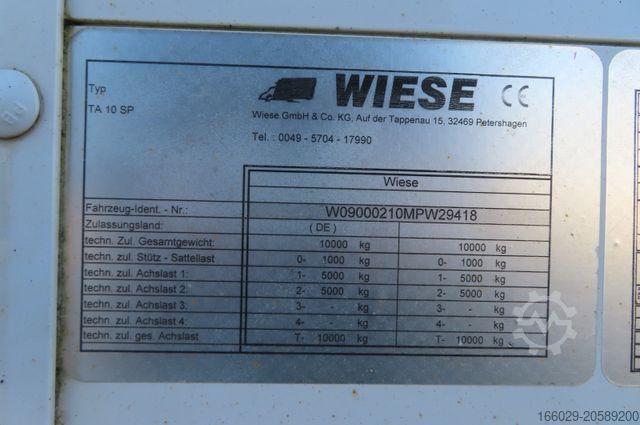 Typ
TA 10 SP
WIESE CE
Wiese GmbH & Co. KG, Auf der Tappenau 15, 32469 Petershagen
Tel. : 0049 - 5704 - 17990
Wiese
Fahrzeug-Ident. - Nr.: W09000210MPW29418
Zulassungsland: ( DE )
techn. Zul. Gesamtgewicht: 10000 kg 10000 kg
techn. zul. Stütz - Sattellast 0- 1000 kg 0- 1000 kg
techn. zul. Achslast 1: 1- 5000 kg 1- 5000 kg
techn. zul. Achslast 2: 2- 5000 kg 2- 5000 kg
techn. zul. Achslast 3: 3- - kg 3- - kg
techn. zul. Achslast 4: 4- - kg 4- - kg
techn. zul. ges. Achslast T- 10000 kg T- 10000 kg
166029-20589200